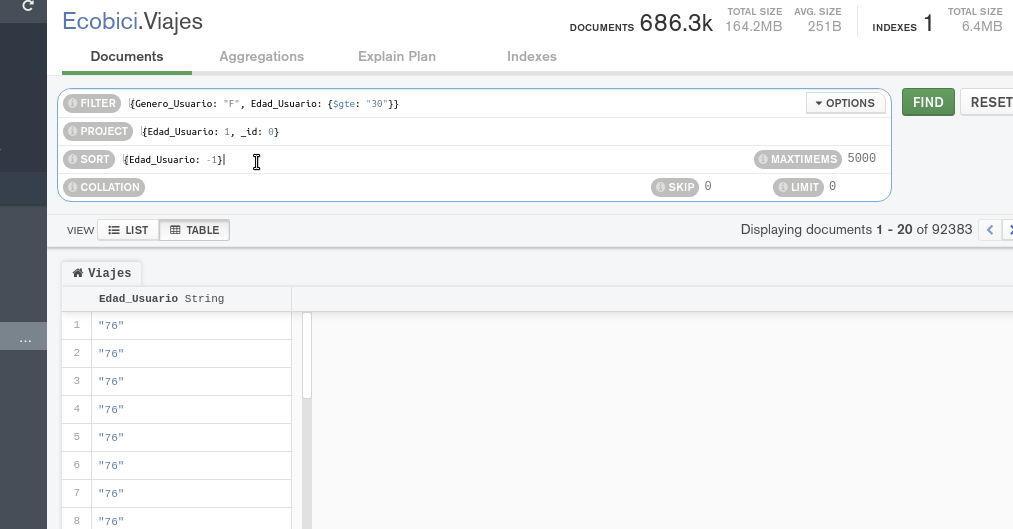 Ecobici.Viajes
DOCUMENTS 686.3k TOTAL SIZE 164.2MB AVG. SIZE 251B INDEXES 1 TOTAL SIZE 6.4MB
Documents Aggregations Explain Plan Indexes
FILTER {Genero_Usuario: "F", Edad_Usuario: {$gte: "30"}} OPTIONS FIND RESET
PROJECT {Edad_Usuario: 1, _id: 0}
SORT {Edad_Usuario: -1} MAXTIMEMS 5000
COLLATION SKIP 0 LIMIT 0
VIEW LIST TABLE Displaying documents 1 - 20 of 92383
Viajes
Edad_Usuario String
1 "76"
2 "76"
3 "76"
4 "76"
5 "76"
6 "76"
7 "76"
8 "76"
...